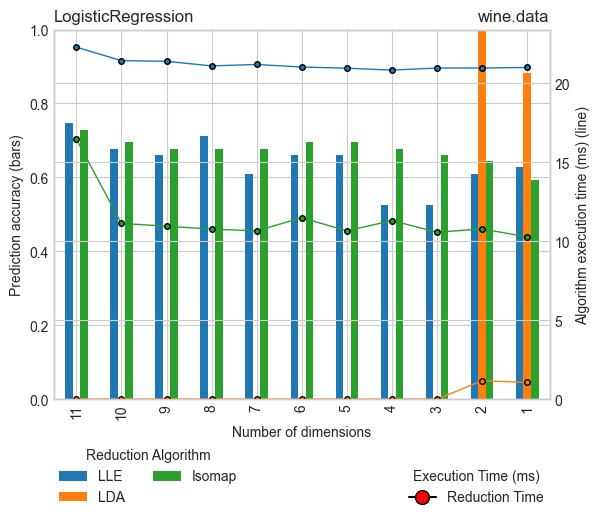 LogisticRegression wine.data
1.0
0.8
0.6
0.4
0.2
0.0
Prediction accuracy (bars)
20
15
10
5
0
Algorithm execution time (ms) (line)
11 10 9 8 7 6 5 4 3 2 1
Number of dimensions
Reduction Algorithm
LLE Isomap
LDA
Execution Time (ms)
Reduction Time